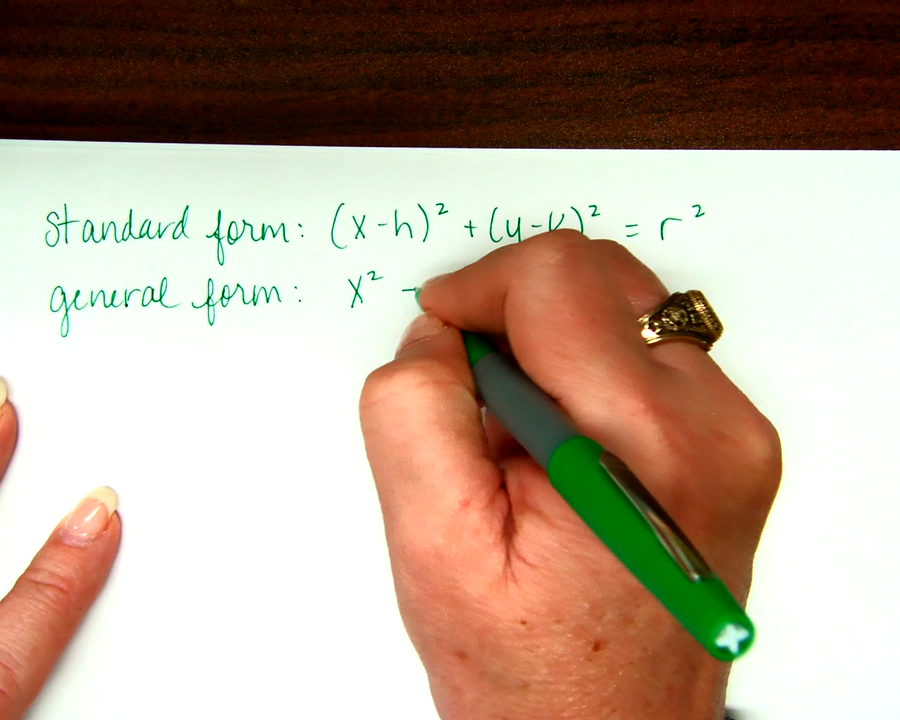 standard form: (x-h)² + (y-k)² = r²
general form: x² -